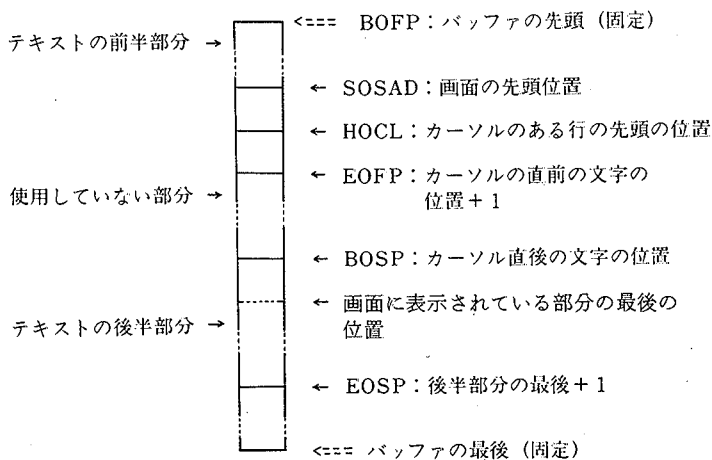 <=== BOFP:バッファの先頭(固定)
テキストの前半部分 →
← SOSAD:画面の先頭位置
← HOCL:カーソルのある行の先頭の位置
← EOFP:カーソルの直前の文字の
位置+1
使用していない部分 →
← BOSP:カーソル直後の文字の位置
← 画面に表示されている部分の最後の
位置
テキストの後半部分 →
← EOSP:後半部分の最後+1
<=== バッファの最後(固定)